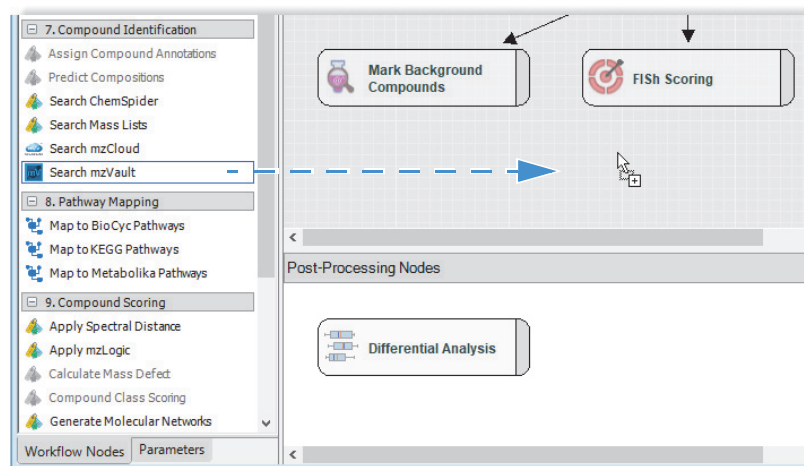 7. Compound Identification
Assign Compound Annotations
Predict Compositions
Search ChemSpider
Search Mass Lists
Search mzCloud
Search mzVault
8. Pathway Mapping
Map to BioCyc Pathways
Map to KEGG Pathways
Map to Metabolika Pathways
9. Compound Scoring
Apply Spectral Distance
Apply mzLogic
Calculate Mass Defect
Compound Class Scoring
Generate Molecular Networks
Workflow Nodes
Parameters
Mark Background
Compounds
FISh Scoring
Post-Processing Nodes
Differential Analysis